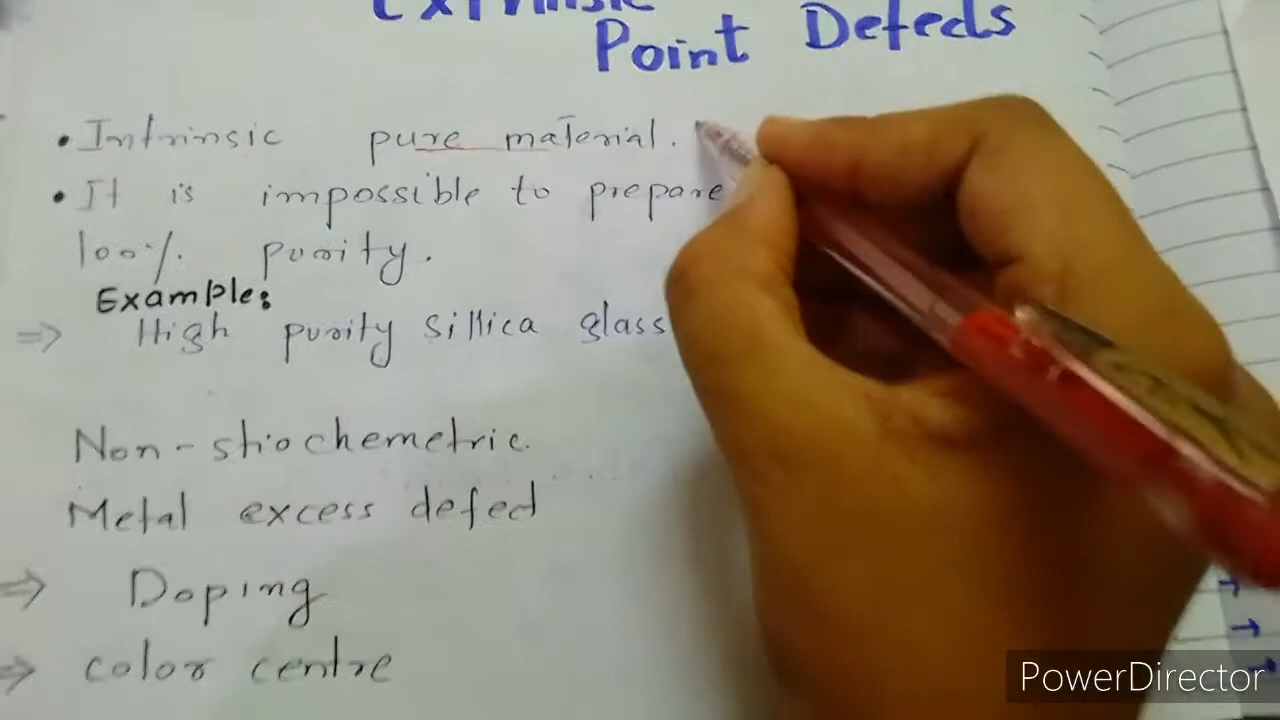 Extrinsic
Point Defects
• Intrinsic pure material.
• It is impossible to prepare
100% purity.
Example:
⇒ High purity sillica glass
Non-stiochemetric.
Metal excess defect
⇒ Doping
⇒ color centre
PowerDirector